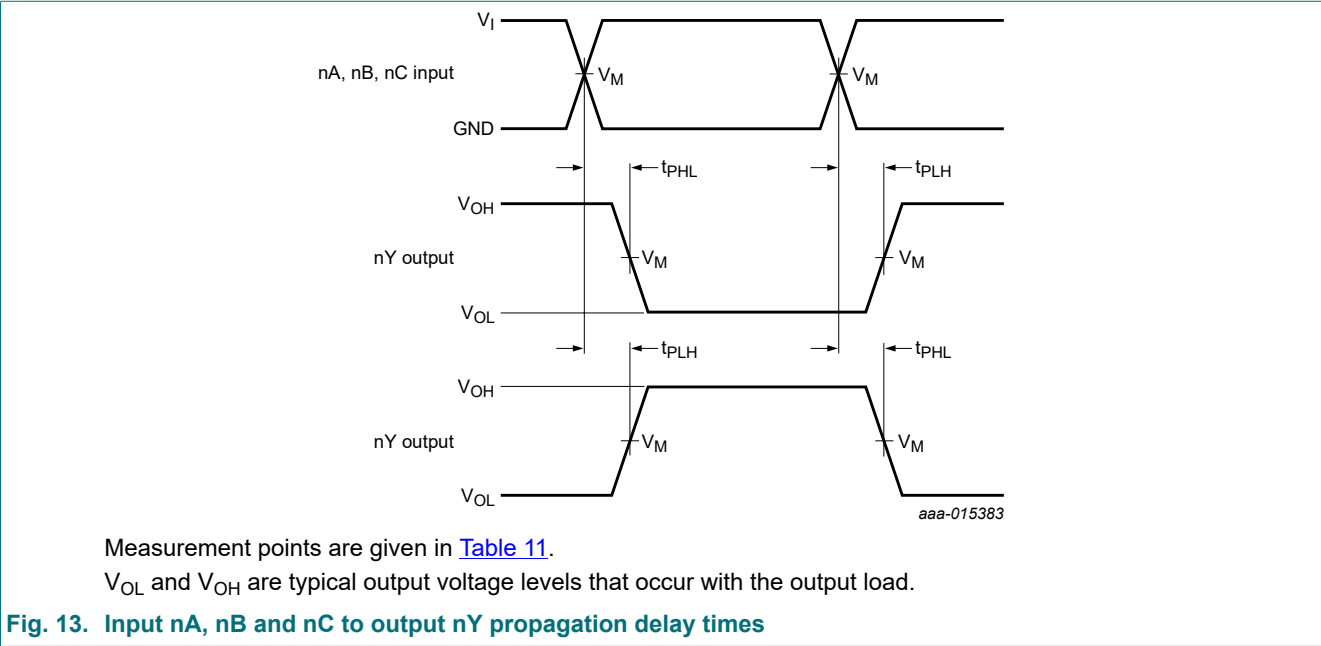 VI
nA, nB, nC input
VM
VM
GND
tPHL
tPLH
VOH
nY output
VM
VM
VOL
tPLH
tPHL
VOH
nY output
VM
VM
VOL
aaa-015383
Measurement points are given in Table 11.
VOL and VOH are typical output voltage levels that occur with the output load.
Fig. 13. Input nA, nB and nC to output nY propagation delay times